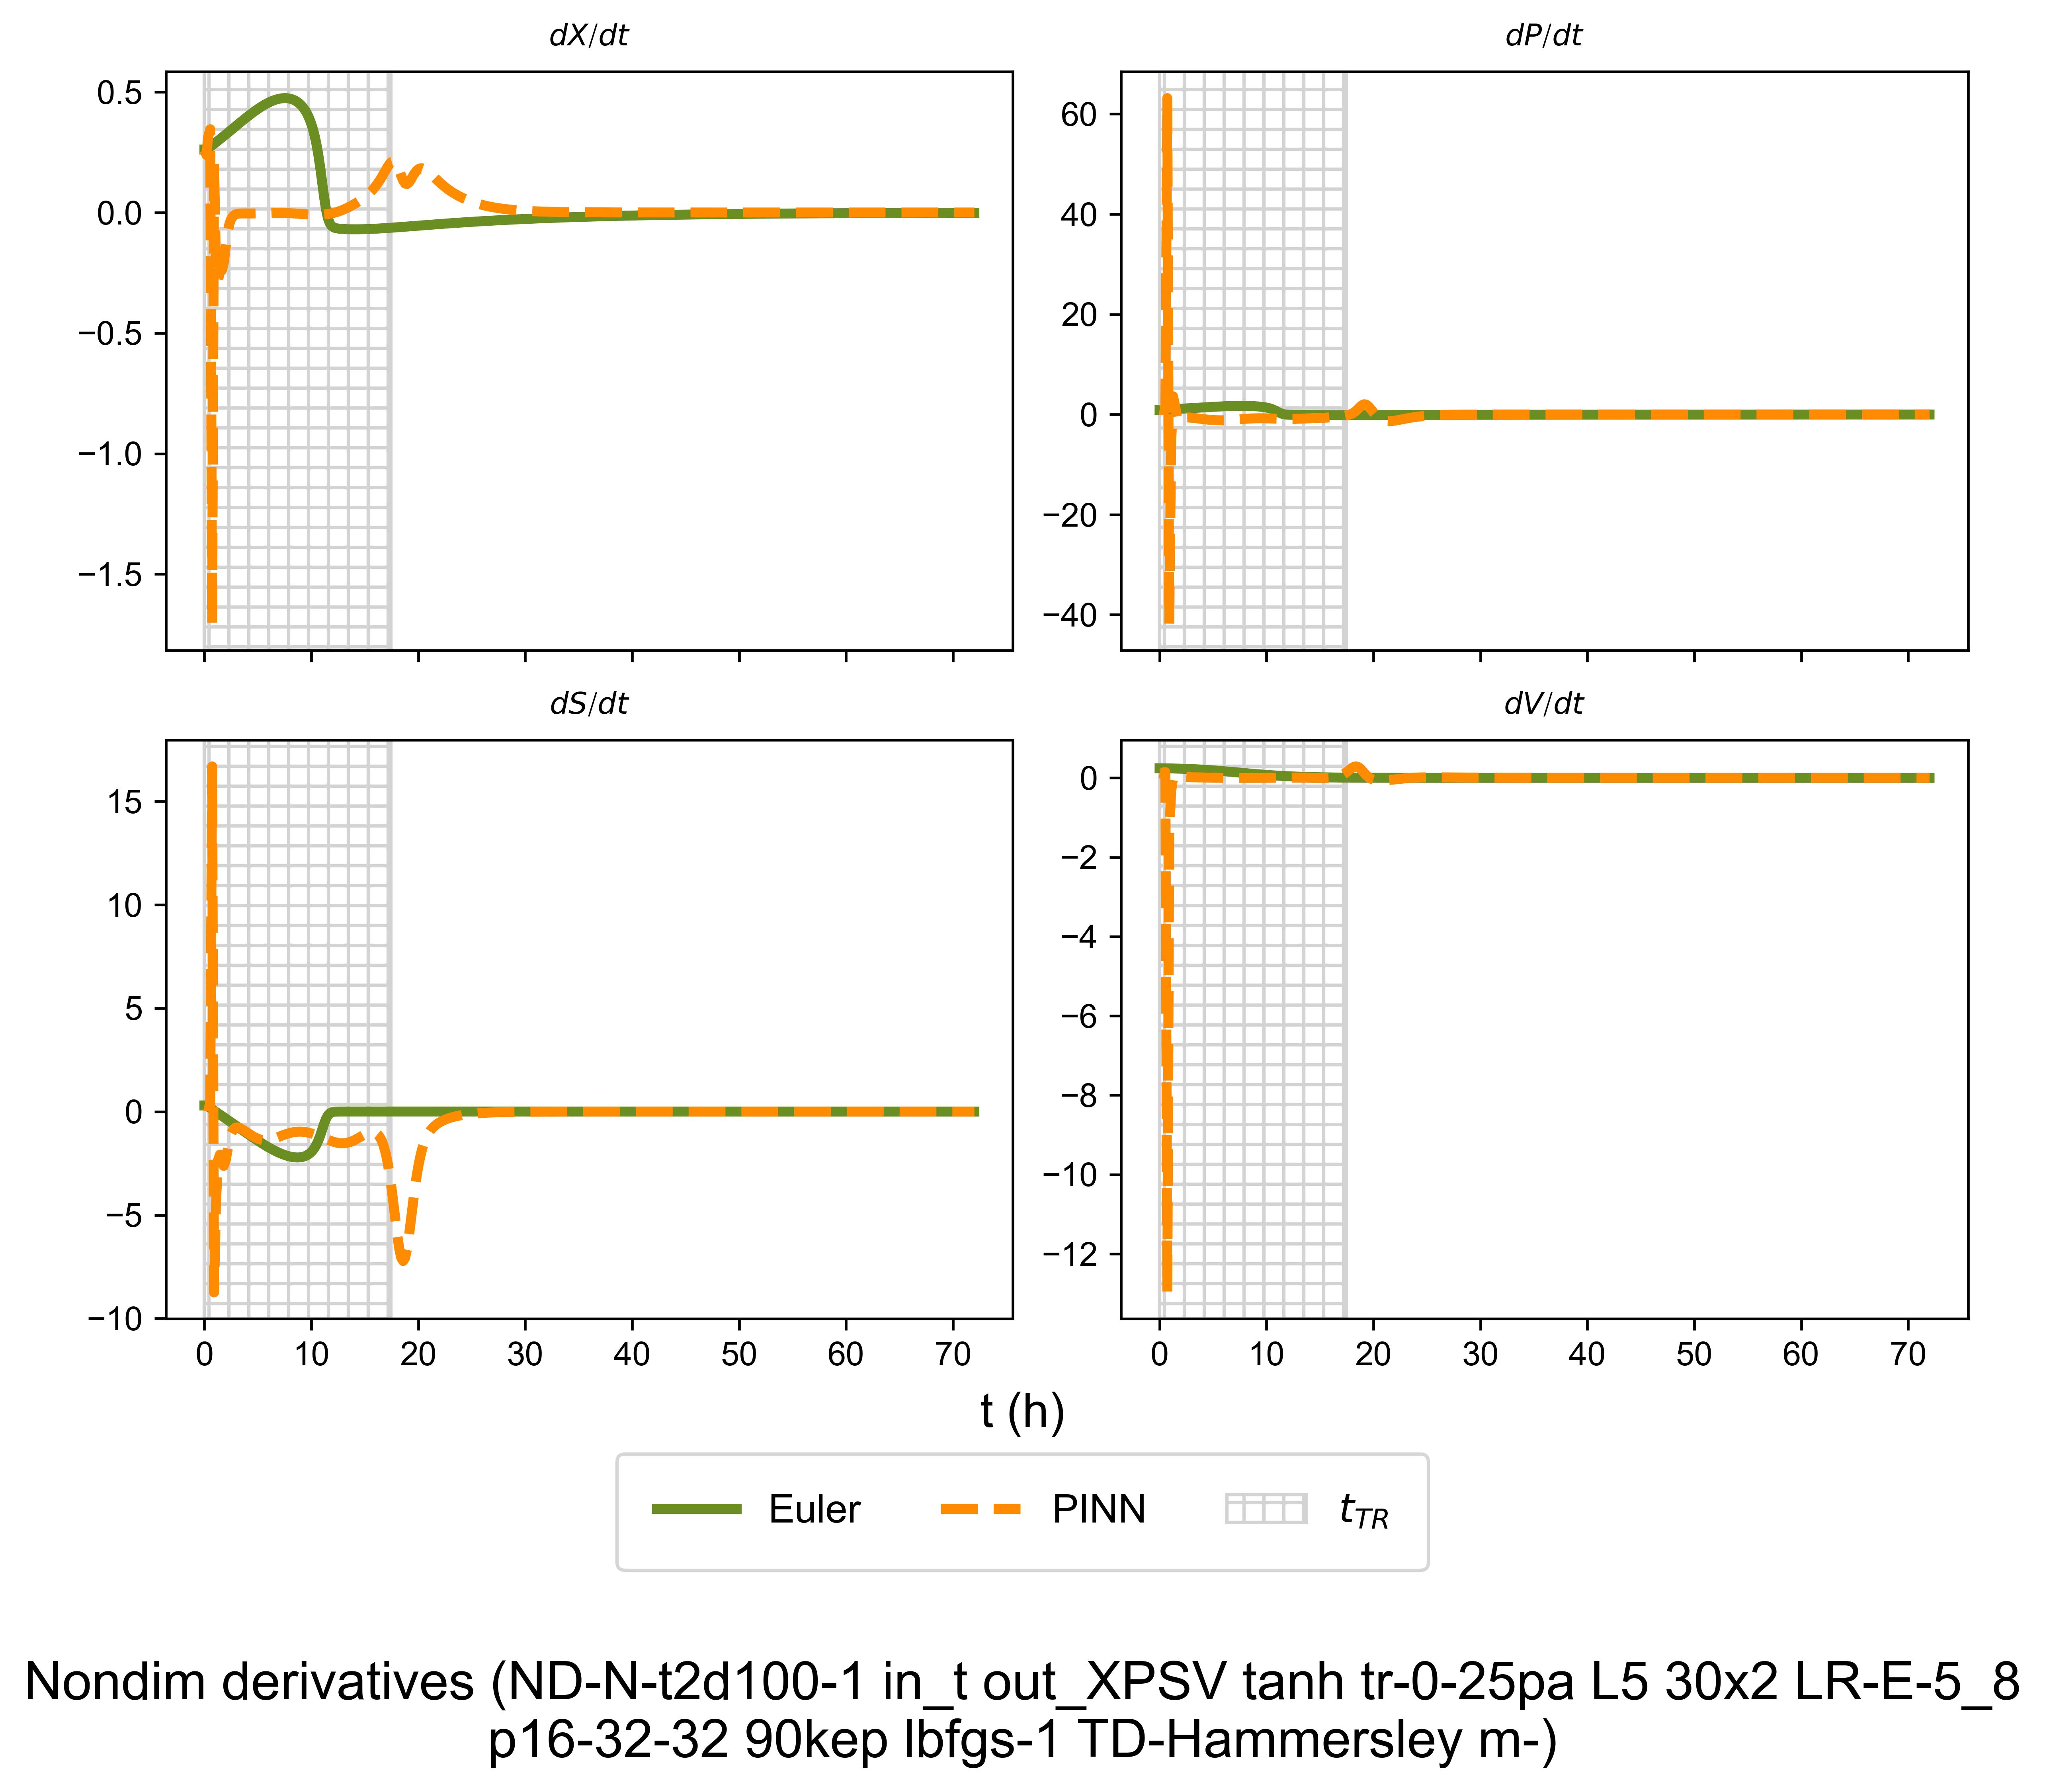 dX/dt
dP/dt
0.5
0.0
−0.5
−1.0
−1.5
60
40
20
0
−20
−40
dS/dt
dV/dt
15
10
5
0
−5
−10
0
−2
−4
−6
−8
−10
−12
0 10 20 30 40 50 60 70
0 10 20 30 40 50 60 70
t (h)
Euler PINN t_{TR}
Nondim derivatives (ND-N-t2d100-1 in_t out_XPSV tanh tr-0-25pa L5 30x2 LR-E-5_8
p16-32-32 90kep lbfgs-1 TD-Hammersley m-)